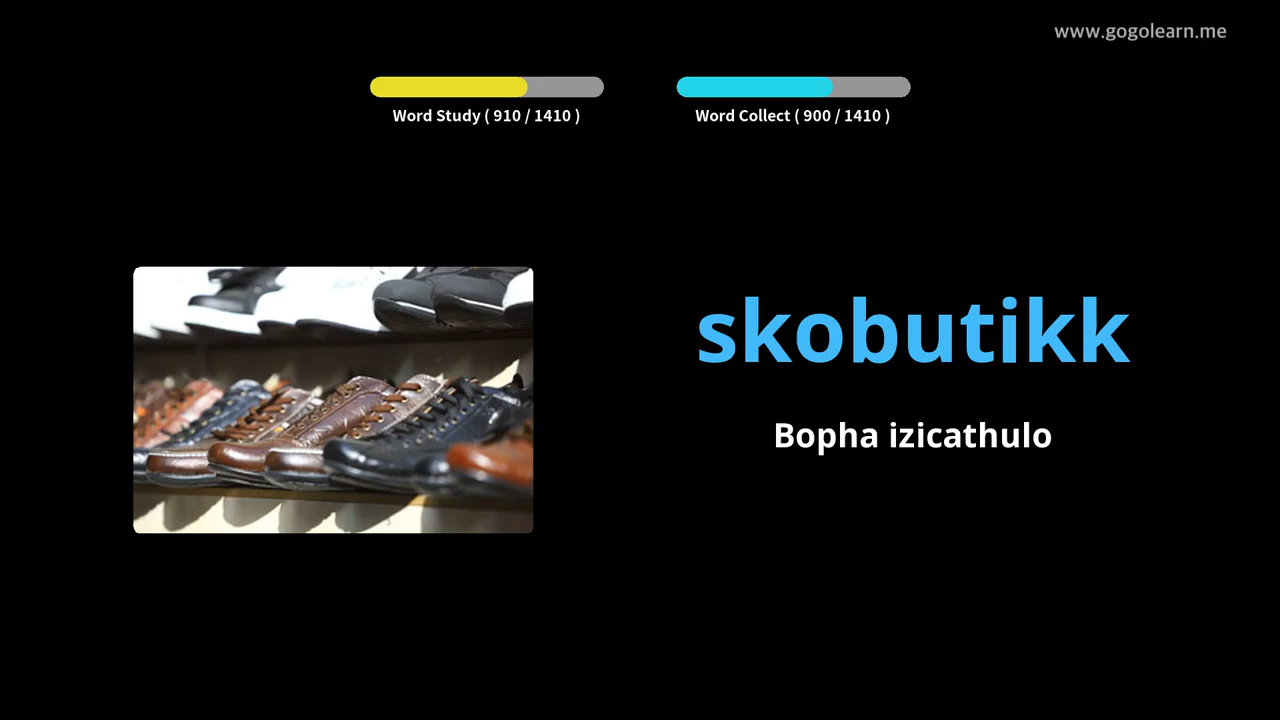 www.gogolearn.me
Word Study ( 910 / 1410 )
Word Collect ( 900 / 1410 )
skobutikk
Bopha izicathulo